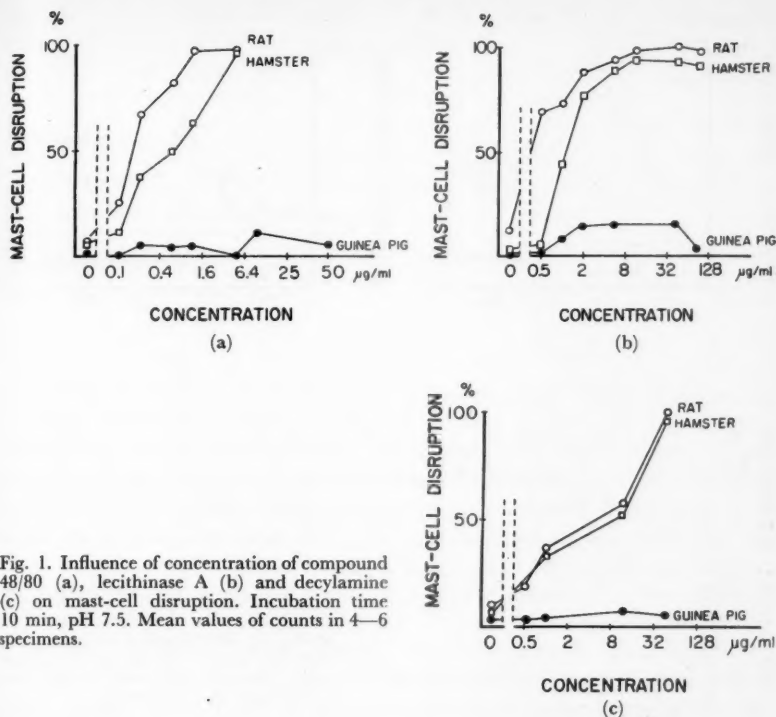 %
100
50
MAST-CELL DISRUPTION
RAT
HAMSTER
GUINEA PIG
0 0.1 0.4 1.6 6.4 25 50 µg/ml
CONCENTRATION
(a)
%
100
50
MAST-CELL DISRUPTION
RAT
HAMSTER
GUINEA PIG
0 0.5 2 8 32 128 µg/ml
CONCENTRATION
(b)
%
100
50
MAST-CELL DISRUPTION
RAT
HAMSTER
GUINEA PIG
0 0.5 2 8 32 128 µg/ml
CONCENTRATION
(c)
Fig. 1. Influence of concentration of compound
48/80 (a), lecithinase A (b) and decylamine
(c) on mast-cell disruption. Incubation time
10 min, pH 7.5. Mean values of counts in 4—6
specimens.